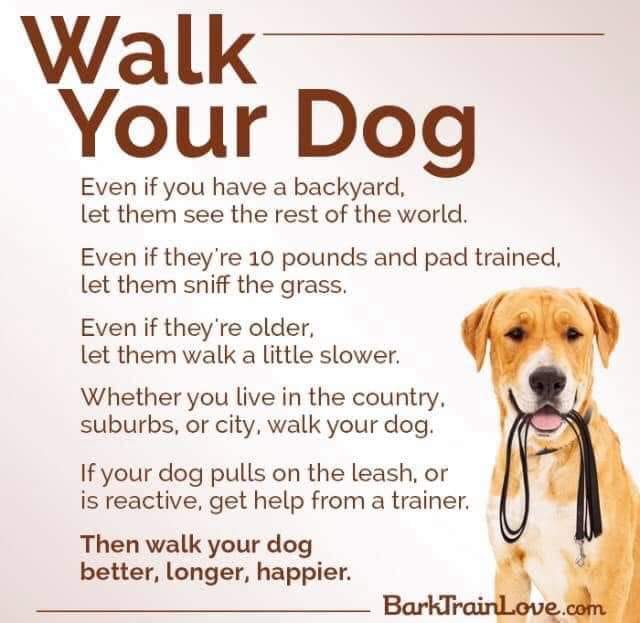 Walk
Your Dog
Even if you have a backyard,
let them see the rest of the world.
Even if they're 10 pounds and pad trained,
let them sniff the grass.
Even if they're older,
let them walk a little slower.
Whether you live in the country,
suburbs, or city, walk your dog.
If your dog pulls on the leash, or
is reactive, get help from a trainer.
Then walk your dog
better, longer, happier.
BarkTrainLove.com